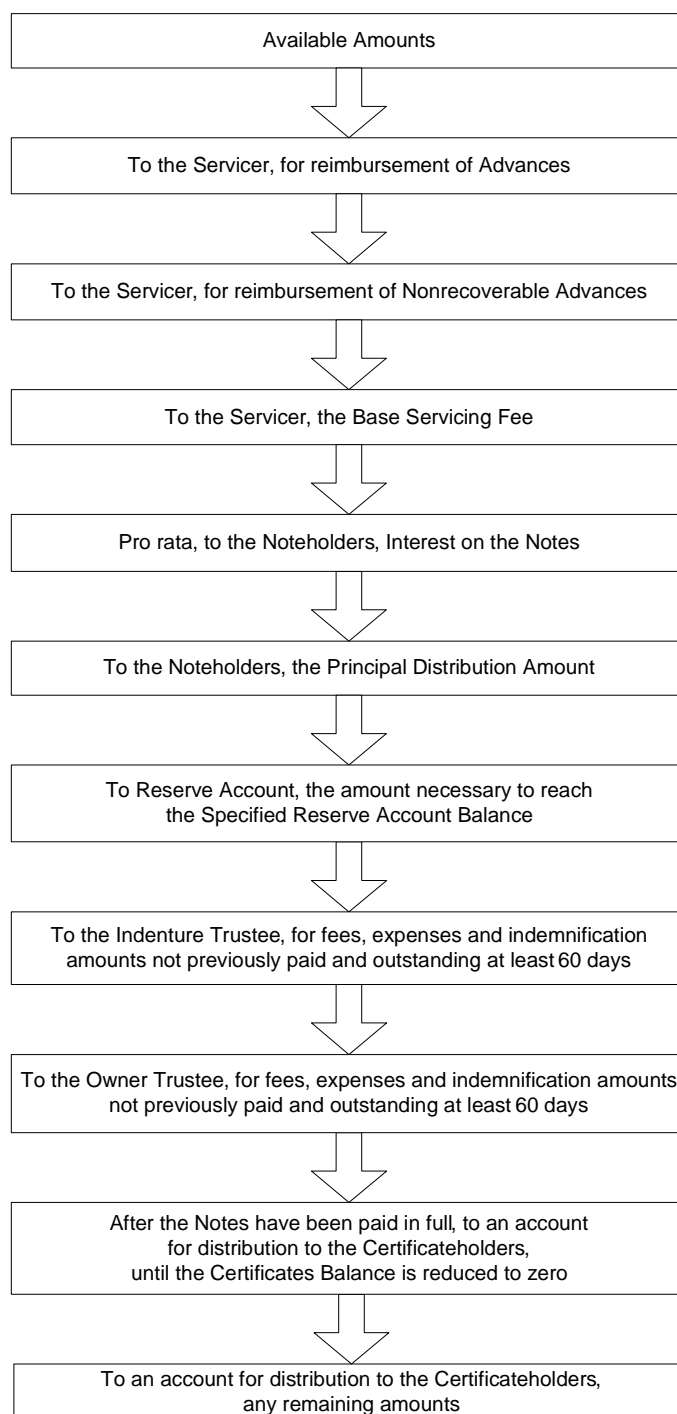 Available Amounts
To the Servicer, for reimbursement of Advances
To the Servicer, for reimbursement of Nonrecoverable Advances
To the Servicer, the Base Servicing Fee
Pro rata, to the Noteholders, Interest on the Notes
To the Noteholders, the Principal Distribution Amount
To Reserve Account, the amount necessary to reach
the Specified Reserve Account Balance
To the Indenture Trustee, for fees, expenses and indemnification
amounts not previously paid and outstanding at least 60 days
To the Owner Trustee, for fees, expenses and indemnification amounts
not previously paid and outstanding at least 60 days
After the Notes have been paid in full, to an account
for distribution to the Certificateholders,
until the Certificates Balance is reduced to zero
To an account for distribution to the Certificateholders,
any remaining amounts